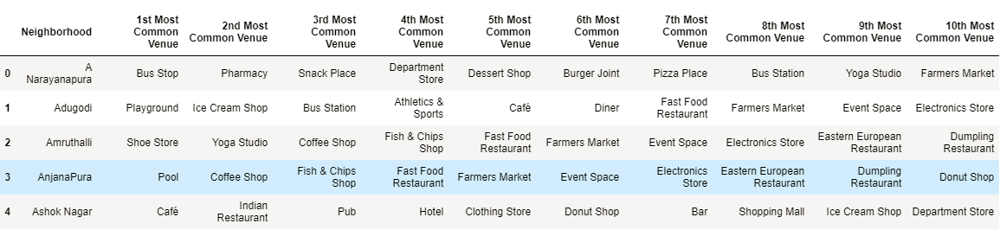 Neighborhood 1st Most Common Venue 2nd Most Common Venue 3rd Most Common Venue 4th Most Common Venue 5th Most Common Venue 6th Most Common Venue 7th Most Common Venue 8th Most Common Venue 9th Most Common Venue 10th Most Common Venue
0 A Narayanapura Bus Stop Pharmacy Snack Place Department Store Dessert Shop Burger Joint Pizza Place Bus Station Yoga Studio Farmers Market
1 Adugodi Playground Ice Cream Shop Bus Station Athletics & Sports Café Diner Fast Food Restaurant Farmers Market Event Space Electronics Store
2 Amruthalli Shoe Store Yoga Studio Coffee Shop Fish & Chips Shop Fast Food Restaurant Farmers Market Event Space Electronics Store Eastern European Restaurant Dumpling Restaurant
3 AnjanaPura Pool Coffee Shop Fish & Chips Shop Fast Food Restaurant Farmers Market Event Space Electronics Store Eastern European Restaurant Dumpling Restaurant Donut Shop
4 Ashok Nagar Café Indian Restaurant Pub Hotel Clothing Store Donut Shop Bar Shopping Mall Ice Cream Shop Department Store